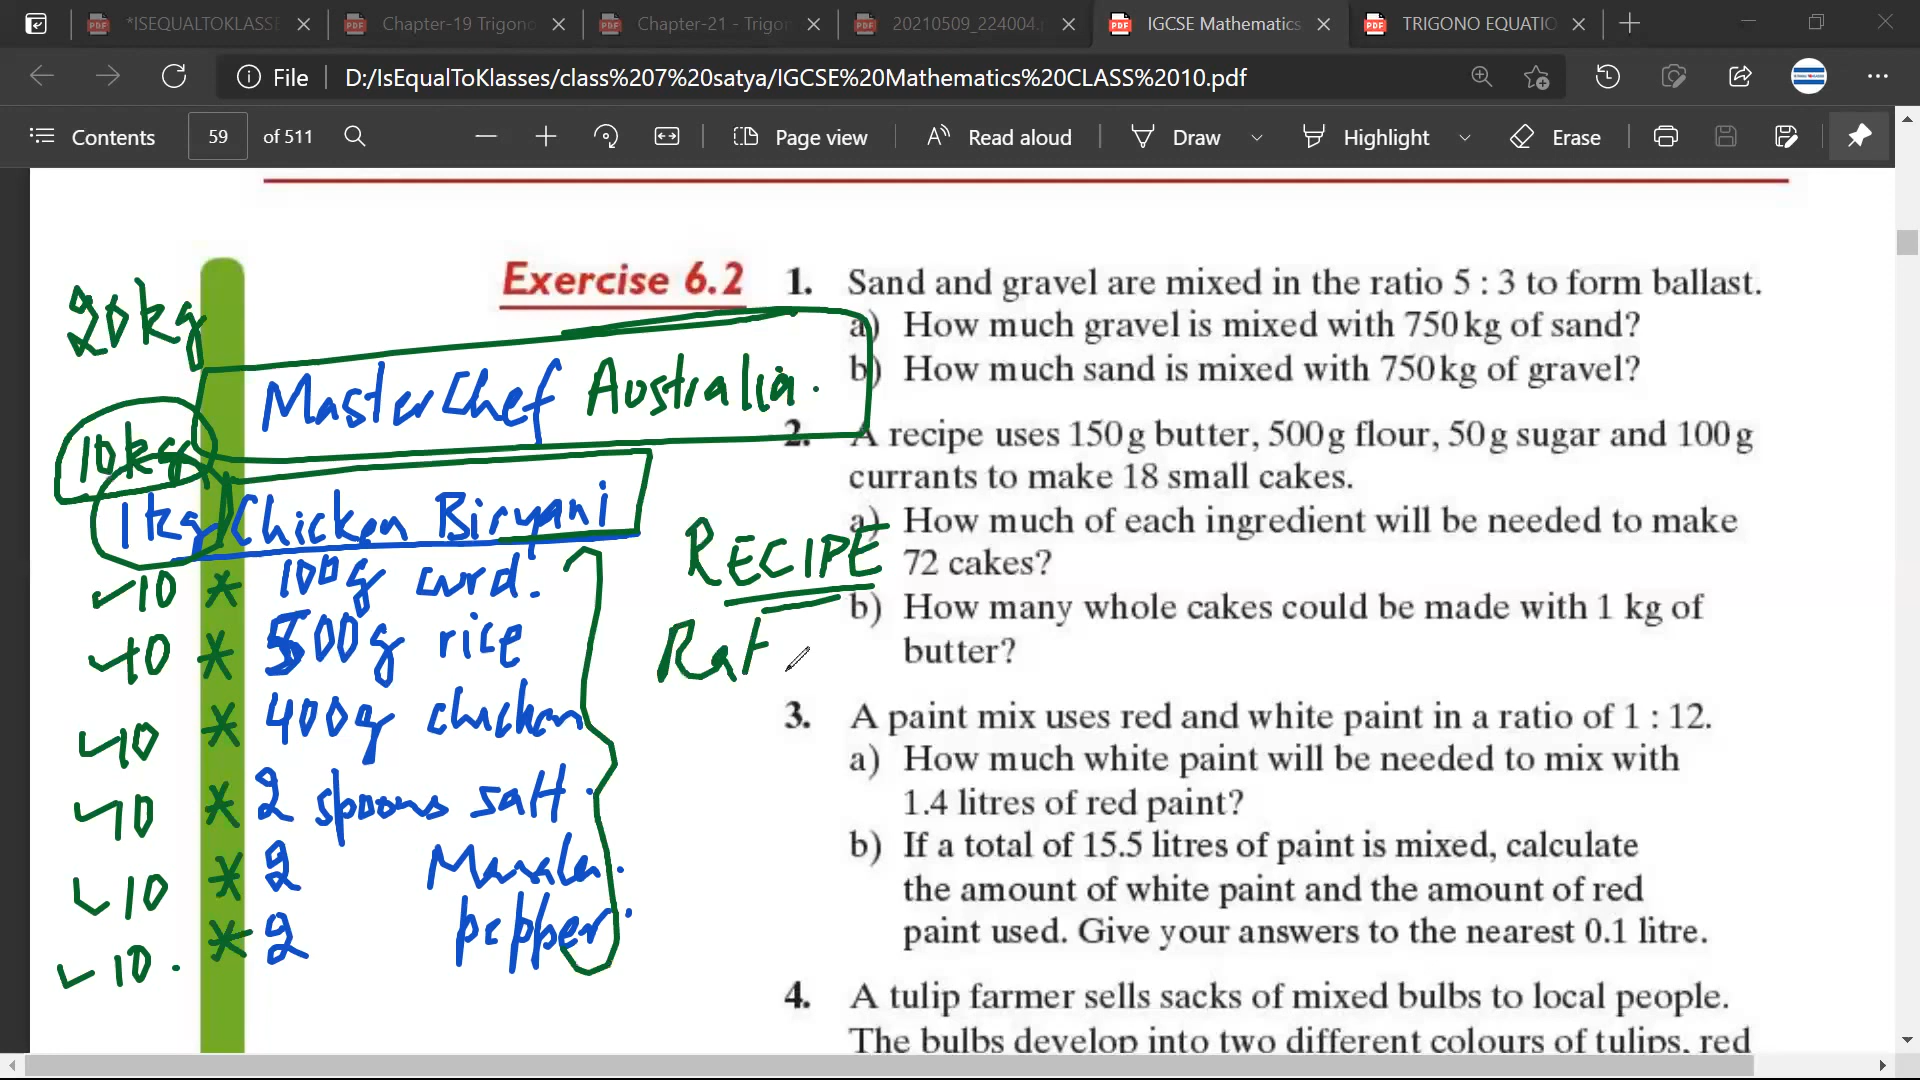 *ISEQUALTOKLASSE
Chapter-19 Trigono
Chapter-21 - Trigon
20210509_224004.p
IGCSE Mathematics
TRIGONO EQUATIO
File
D:/IsEqualToKlasses/class%207%20satya/IGCSE%20Mathematics%20CLASS%2010.pdf
Contents
59
of 511
Page view
Read aloud
Draw
Highlight
Erase
Exercise 6.2
1. Sand and gravel are mixed in the ratio 5 : 3 to form ballast.
a) How much gravel is mixed with 750 kg of sand?
b) How much sand is mixed with 750 kg of gravel?
2. A recipe uses 150 g butter, 500 g flour, 50 g sugar and 100 g
currants to make 18 small cakes.
a) How much of each ingredient will be needed to make
72 cakes?
b) How many whole cakes could be made with 1 kg of
butter?
3. A paint mix uses red and white paint in a ratio of 1 : 12.
a) How much white paint will be needed to mix with
1.4 litres of red paint?
b) If a total of 15.5 litres of paint is mixed, calculate
the amount of white paint and the amount of red
paint used. Give your answers to the nearest 0.1 litre.
4. A tulip farmer sells sacks of mixed bulbs to local people.
The bulbs develop into two different colours of tulips, red
20kg
MasterChef Australia.
10kg
1kg Chicken Biryani
10 * 100g curd.
10 * 500g rice
10 * 400g chicken
10 * 2 spoons salt.
10 * 2 Masala.
10. * 2 pepper.
RECIPE
Rat